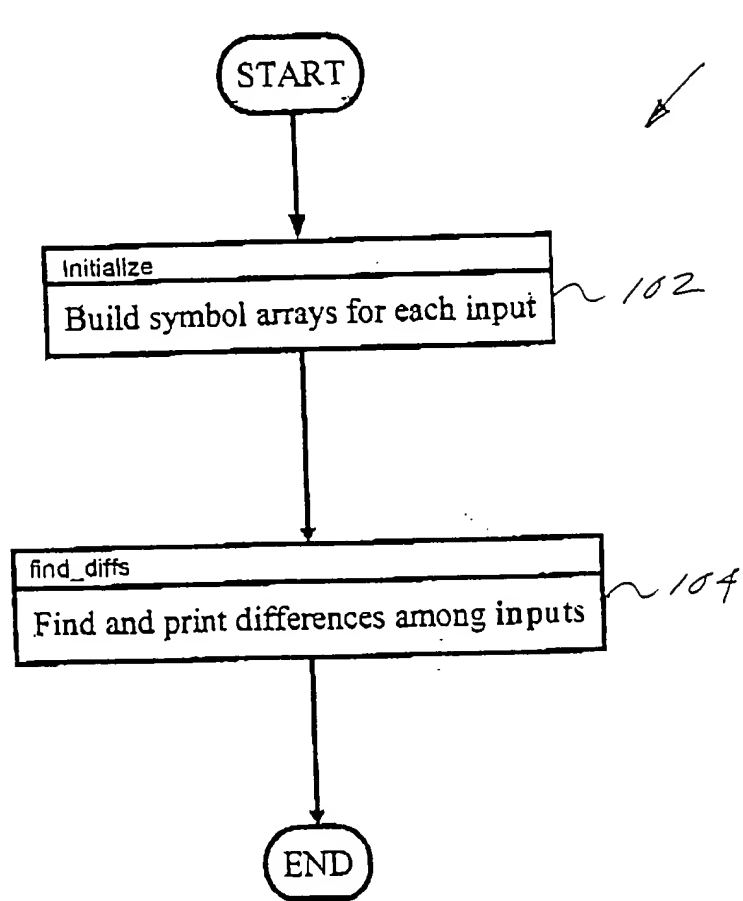 START
Initialize
Build symbol arrays for each input
102
find_diffs
Find and print differences among inputs
104
END